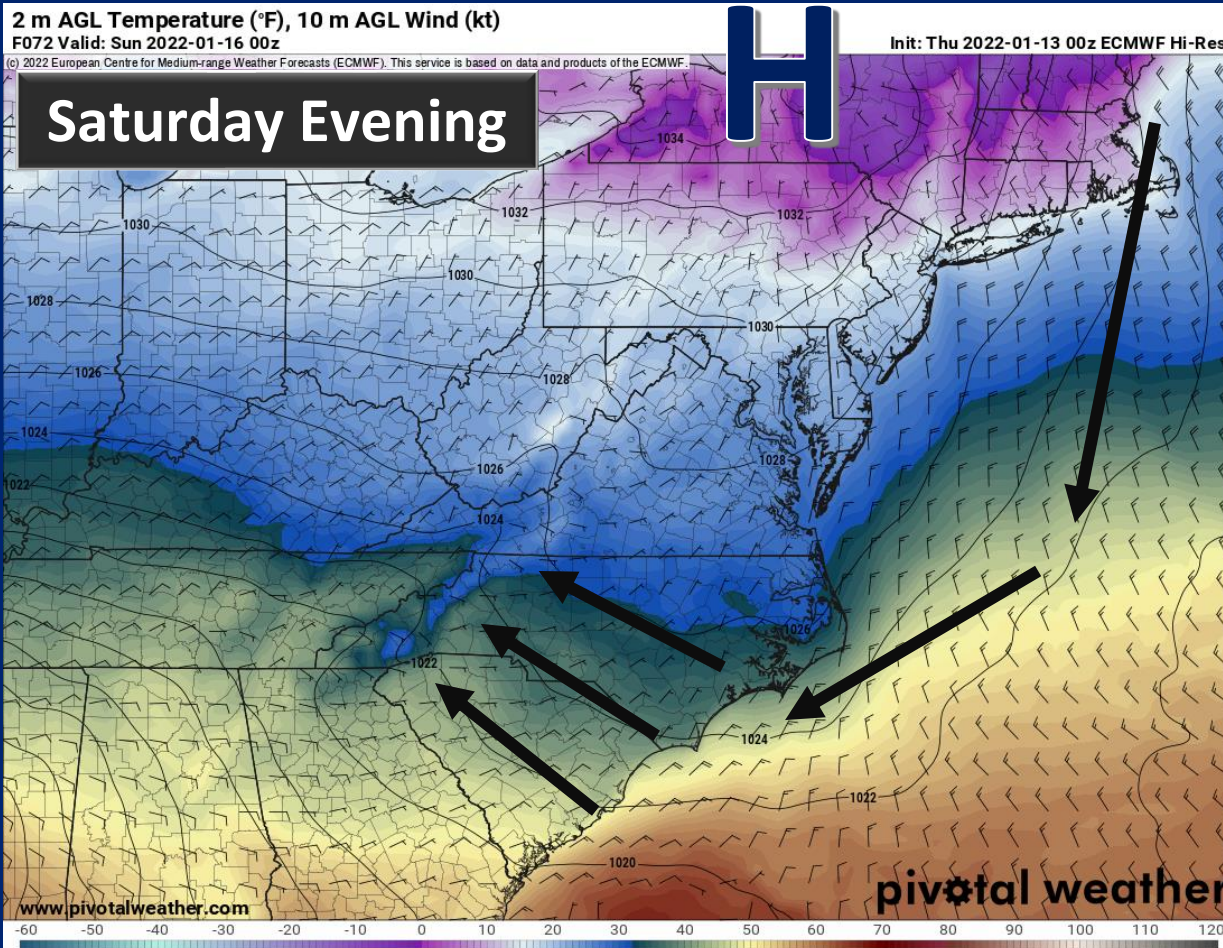 2 m AGL Temperature (°F), 10 m AGL Wind (kt)
F072 Valid: Sun 2022-01-16 00z
Init: Thu 2022-01-13 00z ECMWF Hi-Res
(c) 2022 European Centre for Medium-range Weather Forecasts (ECMWF). This service is based on data and products of the ECMWF.
H
Saturday Evening
1034
1032
1032
1030
1030
1028
1030
1026
1028
1024
1028
1026
1022
1024
1026
1022
1024
1022
1020
pivotal weather
www.pivotalweather.com
-60 -50 -40 -30 -20 -10 0 10 20 30 40 50 60 70 80 90 100 110 120